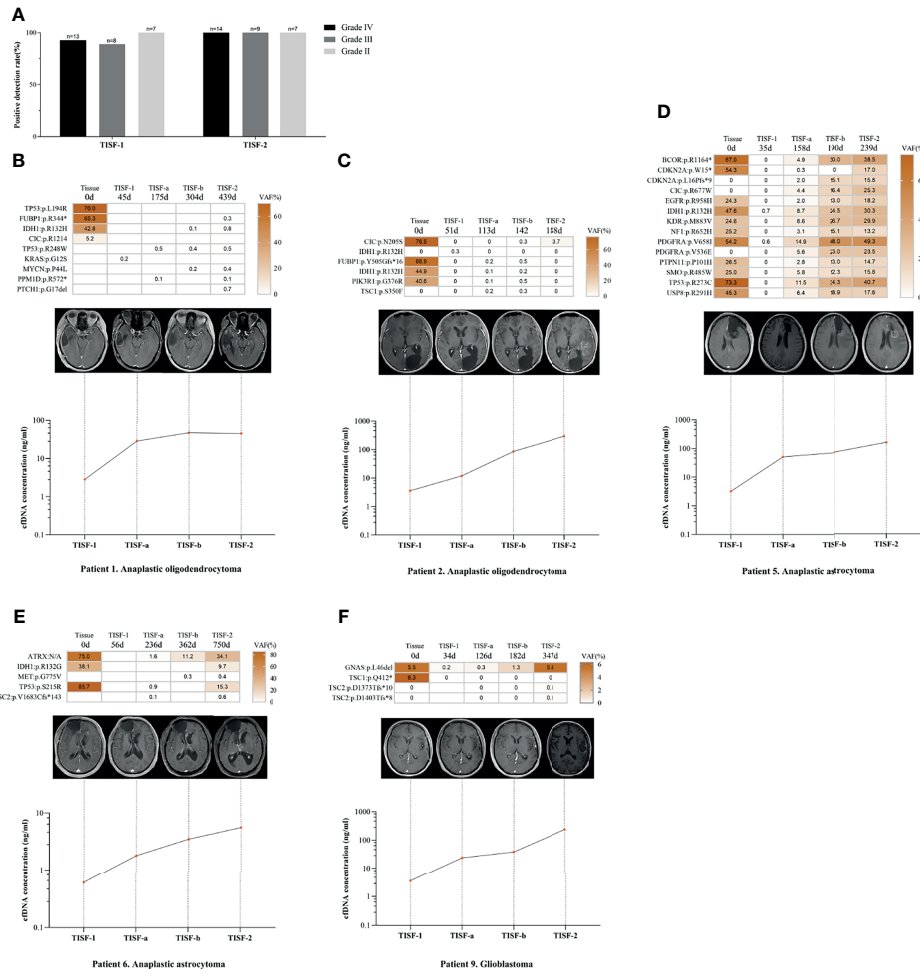 A
Positive detection rate(%)
100
50
0
n=13
n=8
n=7
n=14
n=9
n=7
TISF-1
TISF-2
Grade IV
Grade III
Grade II
B
Tissue TISF-1 TISF-a TISF-b TISF-2
0d 45d 175d 304d 439d
VAF(%)
TP53:p.L194R 70.0
FUBP1:p.R344* 65.3 0.3
IDH1:p.R132H 42.8 0.1 0.8
CIC:p.R1214 5.2
TP53:p.R248W 0.5 0.4 0.5
KRAS:p.G12S 0.2
MYCN:p.P44L 0.2 0.4
PPM1D:p.R572* 0.1 0.1
PTCH1:p.G17del 0.7
60
40
20
0
cfDNA concentration (ng/ml)
100
10
1
0.1
TISF-1 TISF-a TISF-b TISF-2
Patient 1. Anaplastic oligodendrocytoma
C
Tissue TISF-1 TISF-a TISF-b TISF-2
0d 51d 113d 142 148d
VAF(%)
CIC:p.N205S 76.5 0 0 0.3 3.7
IDH1:p.R132H 0 0.3 0 0 0
FUBP1:p.Y505Gfs*16 66.9 0 0.2 0.5 0
IDH1:p.R132H 44.9 0 0.1 0.2 0
PIK3R1:p.G376R 40.6 0 0.1 0.5 0
TSC1:p.S350F 0 0 0.2 0.3 0
60
40
20
0
cfDNA concentration (ng/ml)
1000
100
10
1
0.1
TISF-1 TISF-a TISF-b TISF-2
Patient 2. Anaplastic oligodendrocytoma
D
Tissue TISF-1 TISF-a TISF-b TISF-2
0d 35d 158d 190d 239d
VAF(%)
BCOR:p.R1164* 67.0 0 4.9 38.5
CDKN2A:p.W15* 54.3 0 0.3 0 17.0
CDKN2A:p.L16Pfs*9 0 0 2.0 15.1 15.8
CIC:p.R677W 0 0 4.4 16.4 25.3
EGFR:p.R958H 24.3 0 2.4 18.2
IDH1:p.R132H 47.6 0.7 8.7 30.3
KDR:p.M883V 24.7 0 5.7 29.9
NF1:p.R652H 25.2 0 2.2 15.1 13.2
PDGFRA:p.V658I 54.2 0.6 14.9 49.3
PDGFRA:p.V536E 0 0 5.6 23.5
PTPN11:p.P101H 26.5 0 2.8 14.7
SMO:p.R485W 25.0 0 5.8 15.8
TP53:p.R273C 73.3 0 11.5 40.7
USP8:p.R291H 45.3 0 6.4 17.6
60
40
20
0
cfDNA concentration (ng/ml)
1000
100
10
1
0.1
TISF-1 TISF-a TISF-b TISF-2
Patient 5. Anaplastic astrocytoma
E
Tissue TISF-1 TISF-a TISF-b TISF-2
0d 56d 236d 362d 750d
VAF(%)
ATRX:N/A 75.0 1.6 11.2 34.1
IDH1:p.R132G 38.1 9.7
MET:p.G775V 0.3 0.4
TP53:p.S215R 85.7 0.9 15.3
SC2:p.V1683Cfs*143 0.1 0.6
80
60
40
20
0
cfDNA concentration (ng/ml)
10
1
0.1
TISF-1 TISF-a TISF-b TISF-2
Patient 6. Anaplastic astrocytoma
F
Tissue TISF-1 TISF-a TISF-b TISF-2
0d 34d 126d 182d 347d
VAF(%)
GNAS:p.L46del 5.5 0.2 0.3 1.3
TSC1:p.Q412* 6.3 0 0 0 0
TSC2:p.D1373Tfs*10 0 0 0 0 0.1
TSC2:p.D1403Tfs*8 0 0 0 0 0.1
6
4
2
0
cfDNA concentration (ng/ml)
1000
100
10
1
0.1
TISF-1 TISF-a TISF-b TISF-2
Patient 9. Glioblastoma